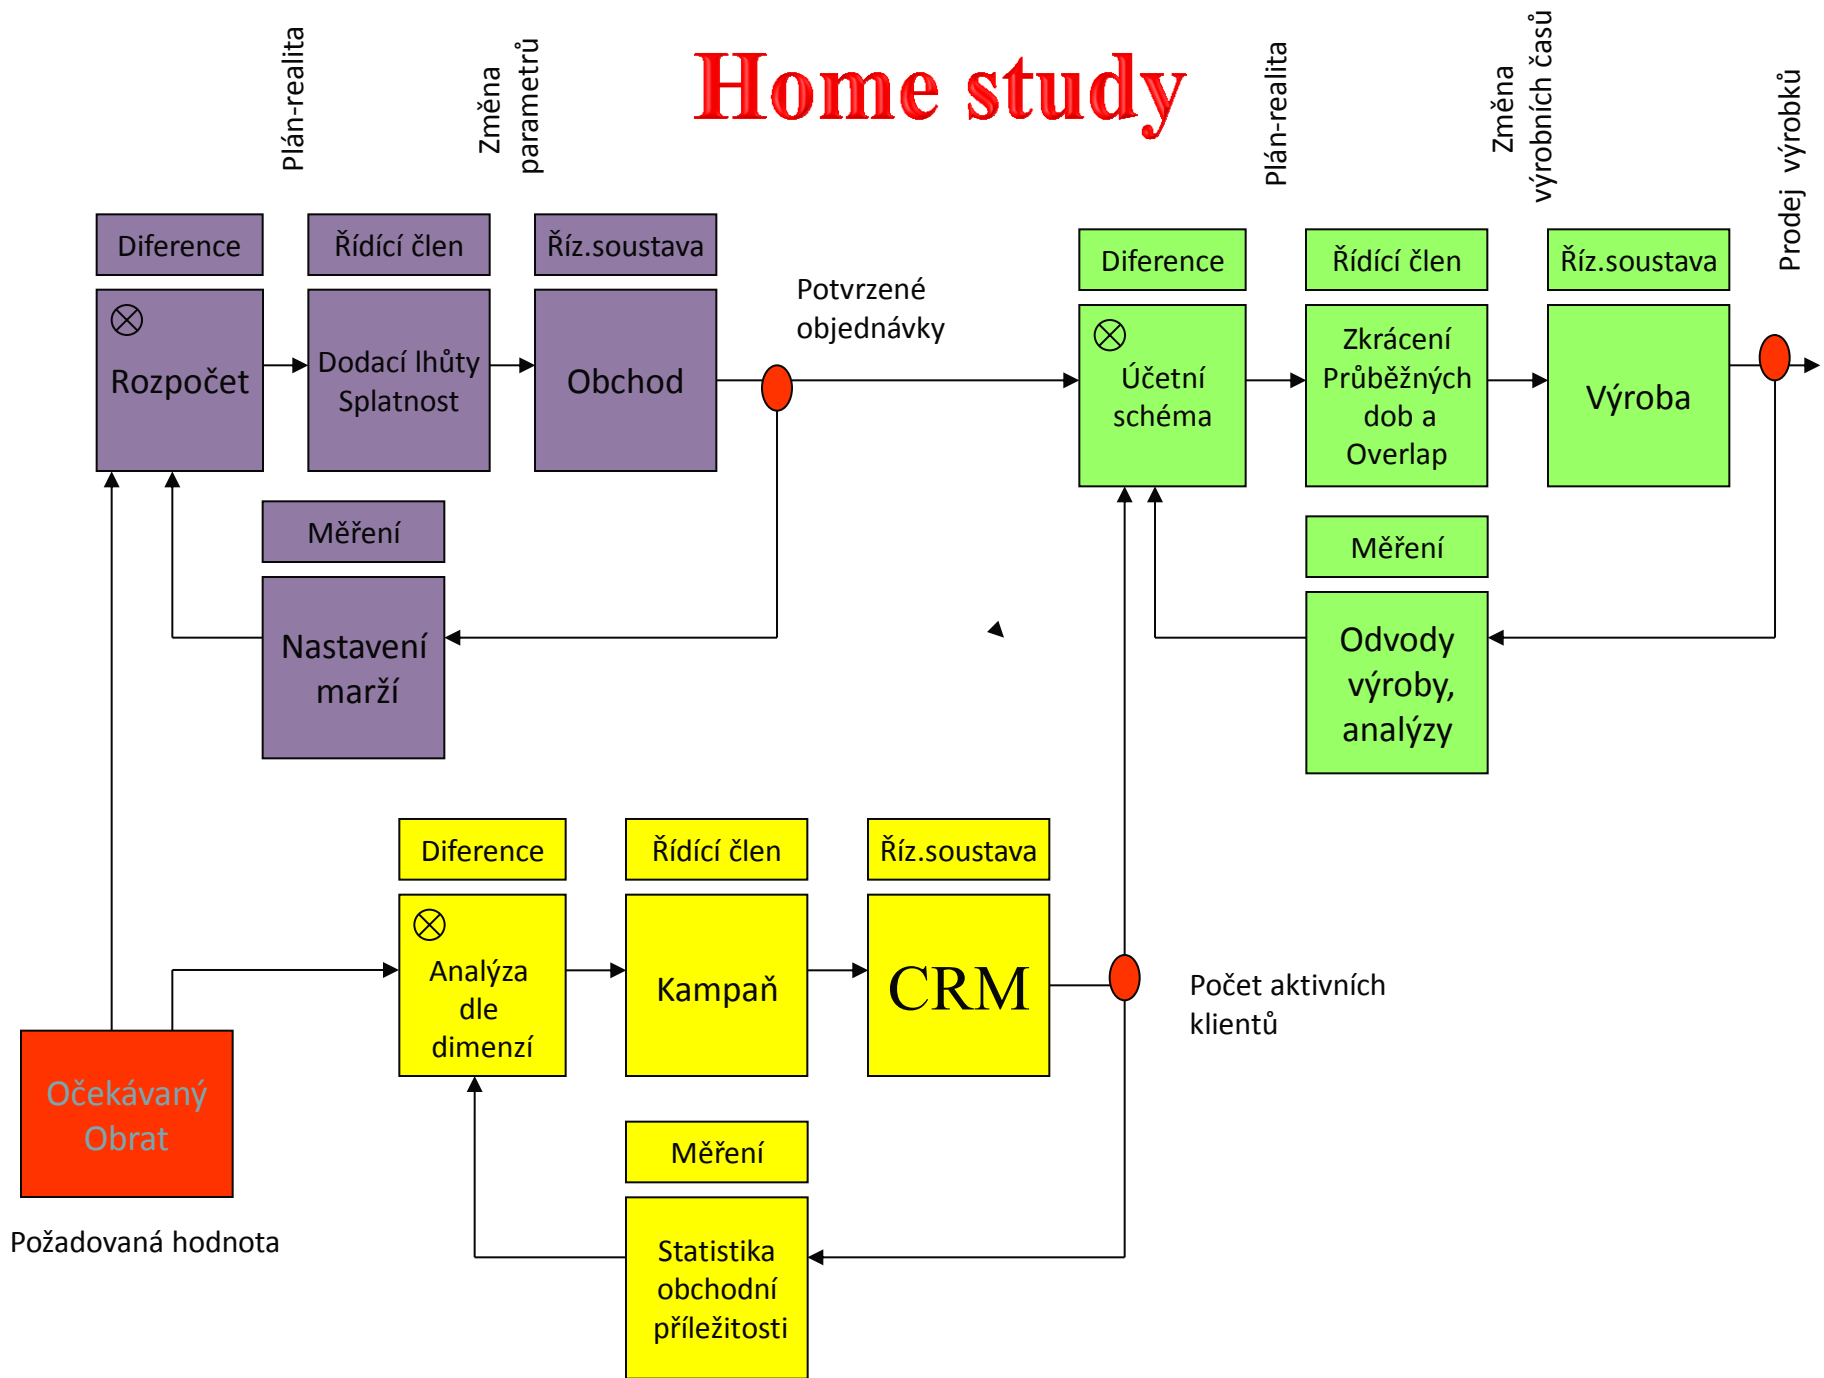 Home study
Plán-realita
Změna
parametrů
Plán-realita
Změna
výrobních časů
Prodej výrobků
Diference
Řídící člen
Říz.soustava
Rozpočet
Dodací lhůty
Splatnost
Obchod
Potvrzené
objednávky
Měření
Nastavení
marží
Diference
Řídící člen
Říz.soustava
Účetní
schéma
Zkrácení
Průběžných
dob a
Overlap
Výroba
Měření
Odvody
výroby,
analýzy
Diference
Řídící člen
Říz.soustava
Analýza
dle
dimenzí
Kampaň
CRM
Počet aktivních
klientů
Měření
Statistika
obchodní
příležitosti
Očekávaný
Obrat
Požadovaná hodnota